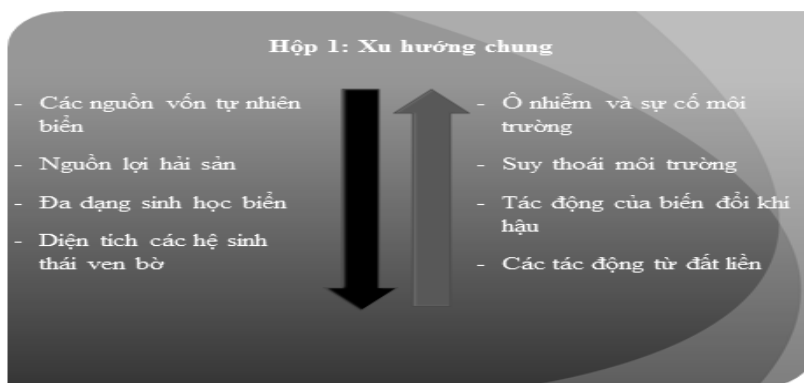 Hộp 1: Xu hướng chung
- Các nguồn vốn tự nhiên
biển
- Nguồn lợi hải sản
- Đa dạng sinh học biển
- Diện tích các hệ sinh
thái ven bờ
- Ô nhiễm và sự cố môi
trường
- Suy thoái môi trường
- Tác động của biến đổi khí
hậu
- Các tác động từ đất liền